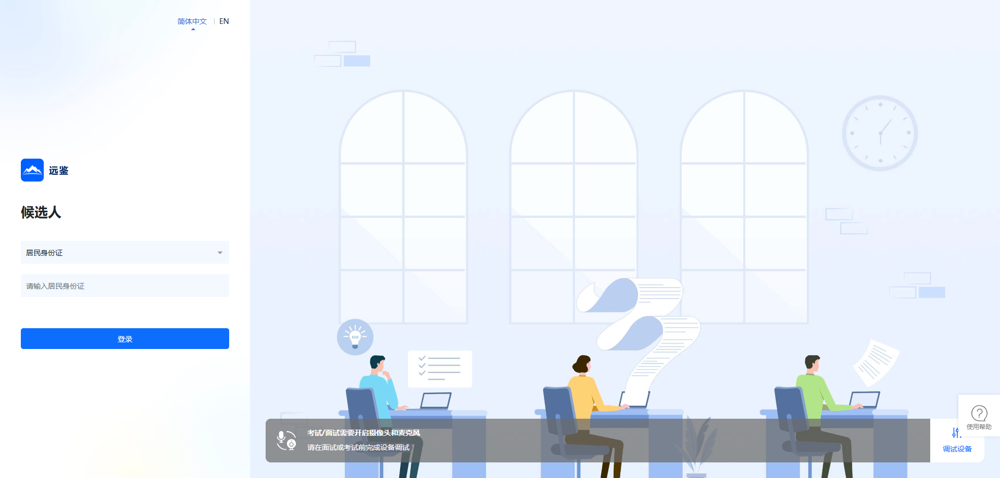 简体中文 | EN
远鉴
候选人
居民身份证
请输入居民身份证
登录
考试/面试需要开启摄像头和麦克风
请在面试或考试前完成设备调试
调试设备
使用帮助